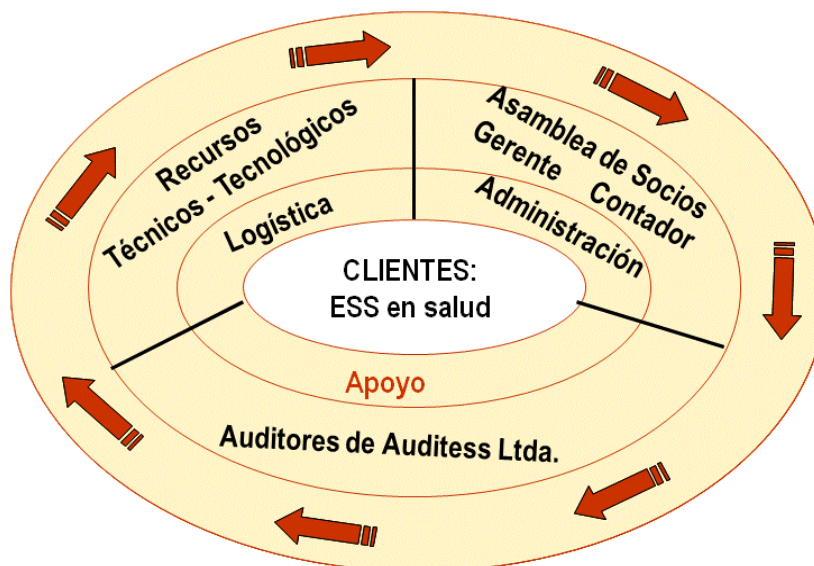 Recursos
Técnicos - Tecnológicos
Logística
Asamblea de Socios
Gerente Contador
Administración
CLIENTES:
ESS en salud
Apoyo
Auditores de Auditess Ltda.